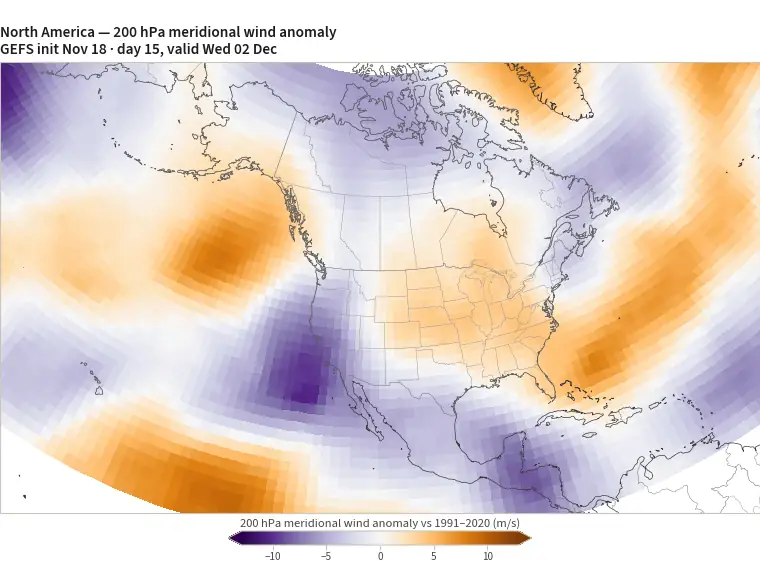 North America — 200 hPa meridional wind anomaly
GEFS init Nov 18 · day 15, valid Wed 02 Dec
200 hPa meridional wind anomaly vs 1991–2020 (m/s)
−10 −5 0 5 10